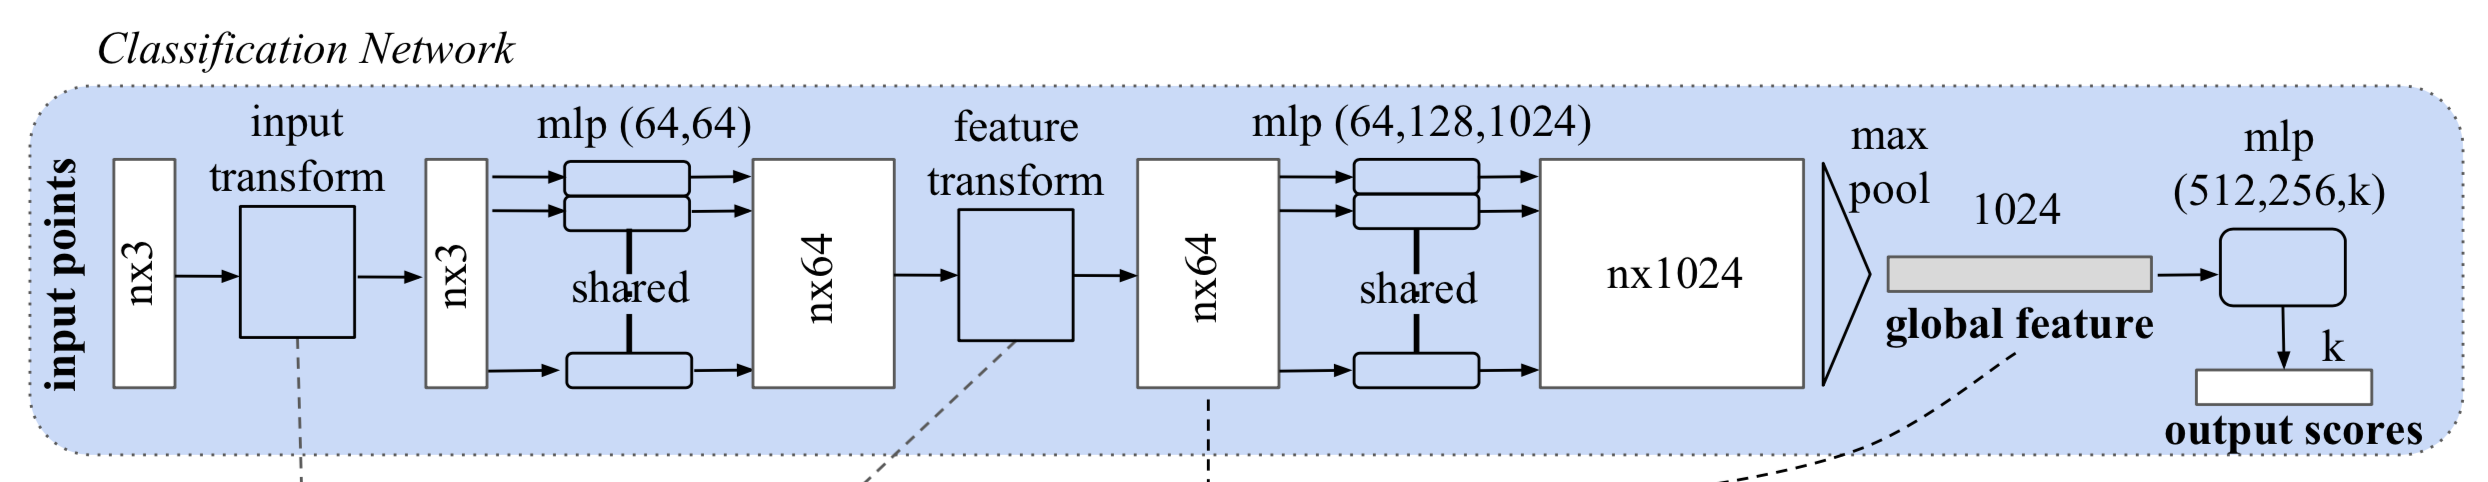 Classification Network
input points
nx3
input
transform
nx3
mlp (64,64)
shared
nx64
feature
transform
nx64
mlp (64,128,1024)
shared
nx1024
max
pool
1024
global feature
mlp
(512,256,k)
k
output scores